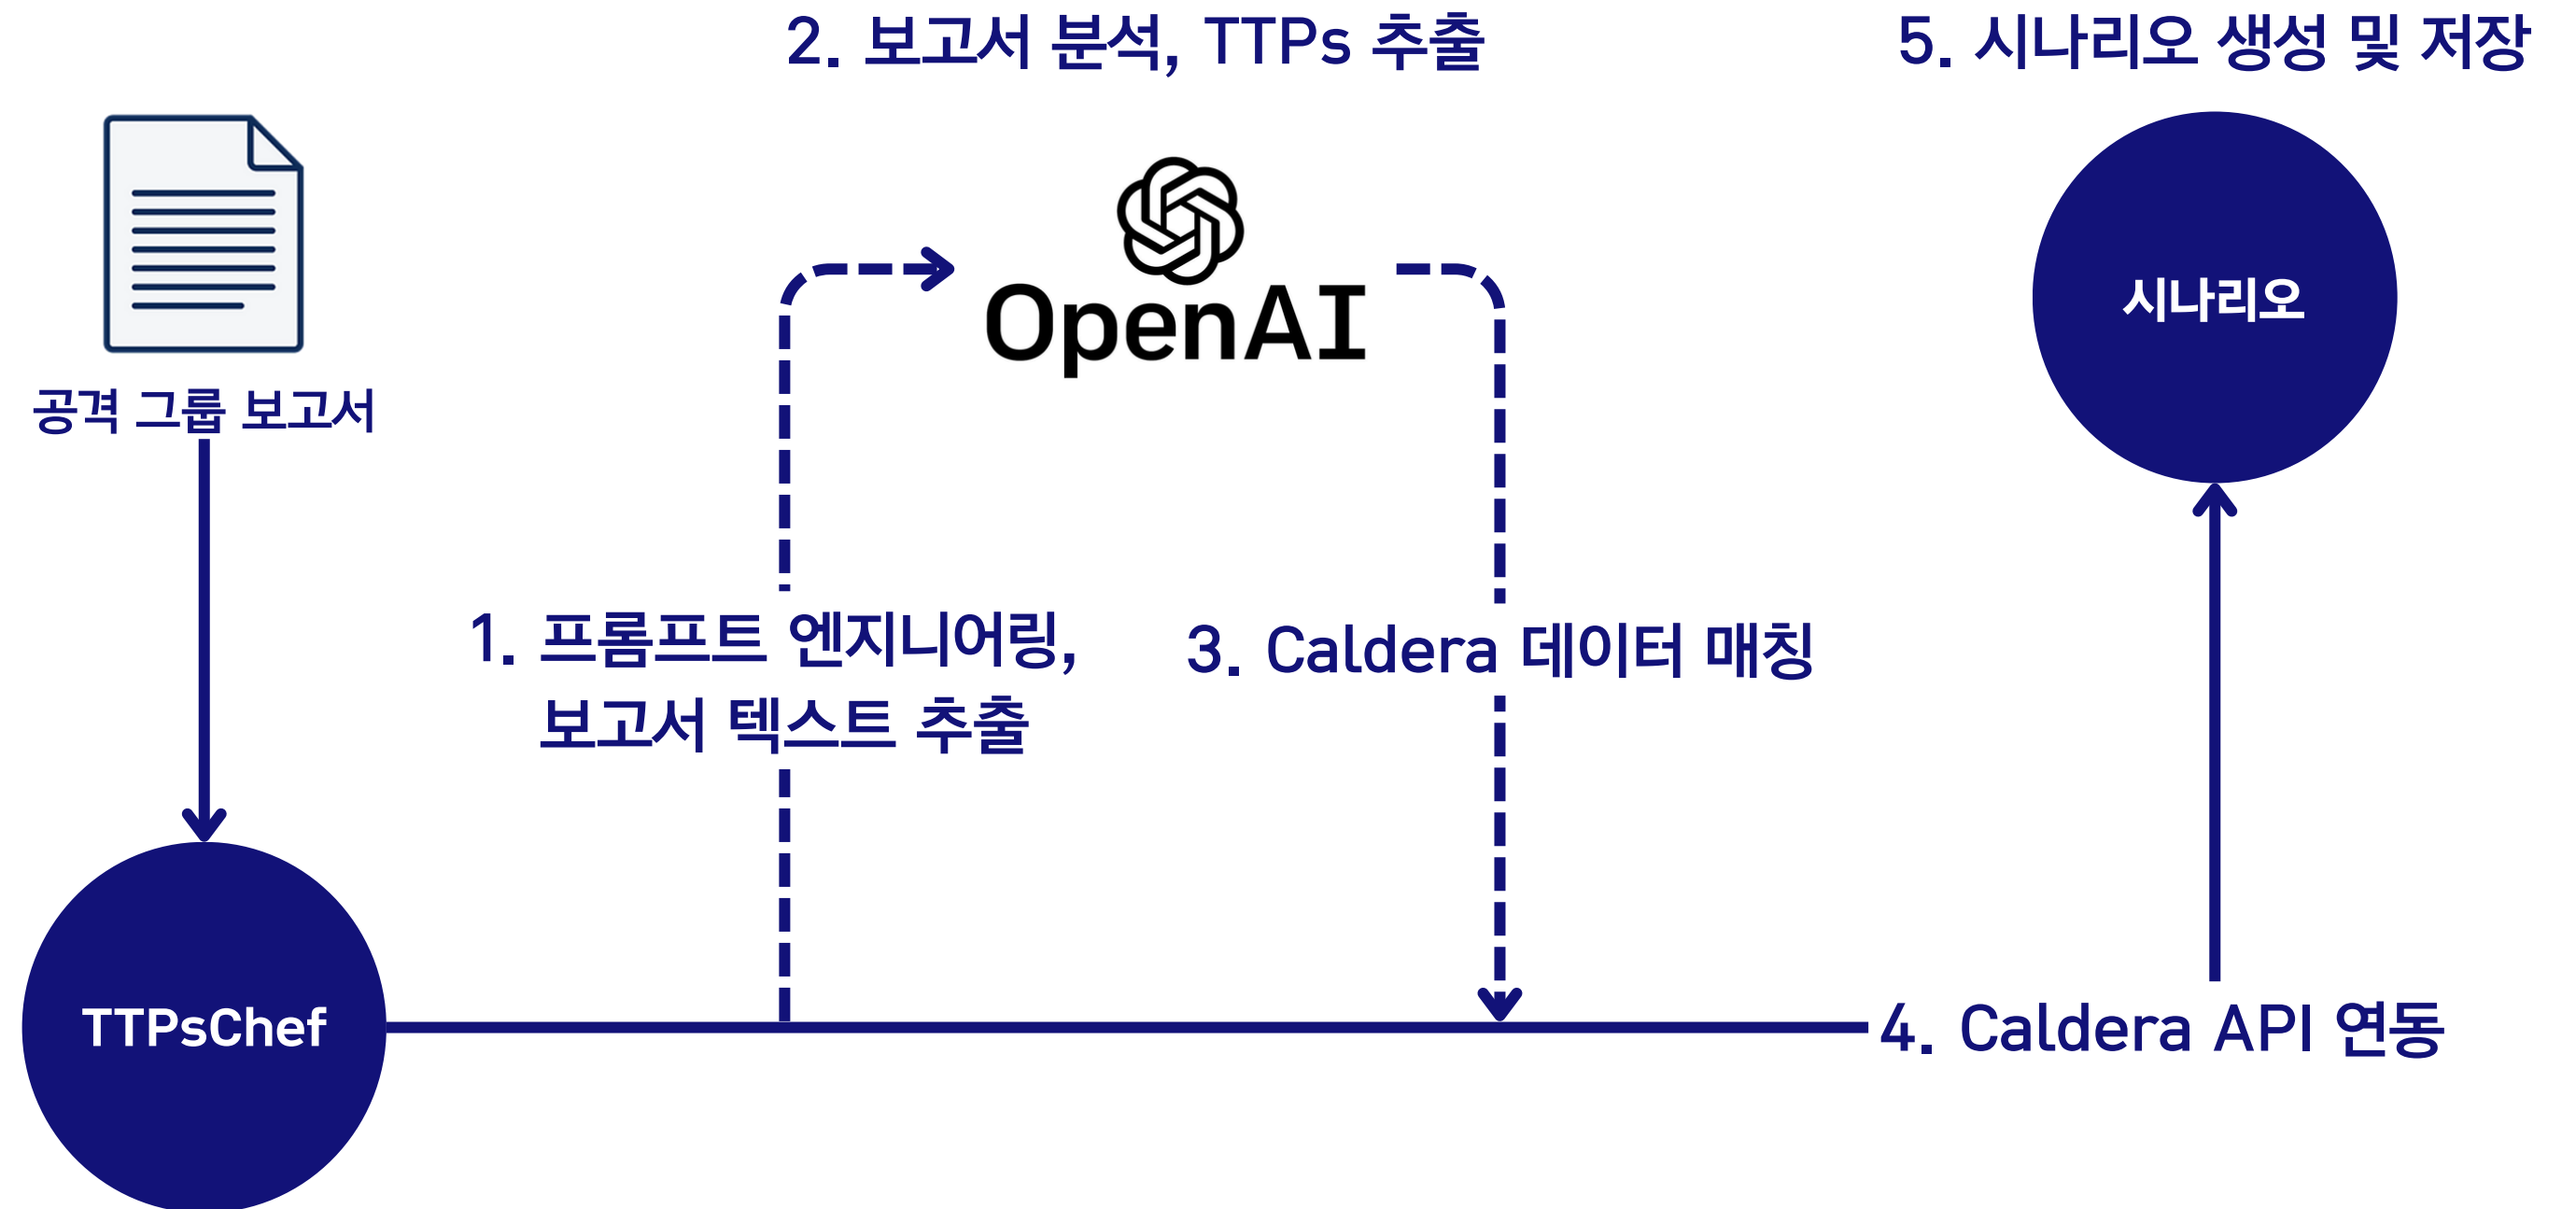 2. 보고서 분석, TTPs 추출
5. 시나리오 생성 및 저장
OpenAI
시나리오
공격 그룹 보고서
1. 프롬프트 엔지니어링,
보고서 텍스트 추출
3. Caldera 데이터 매칭
TTPsChef
4. Caldera API 연동